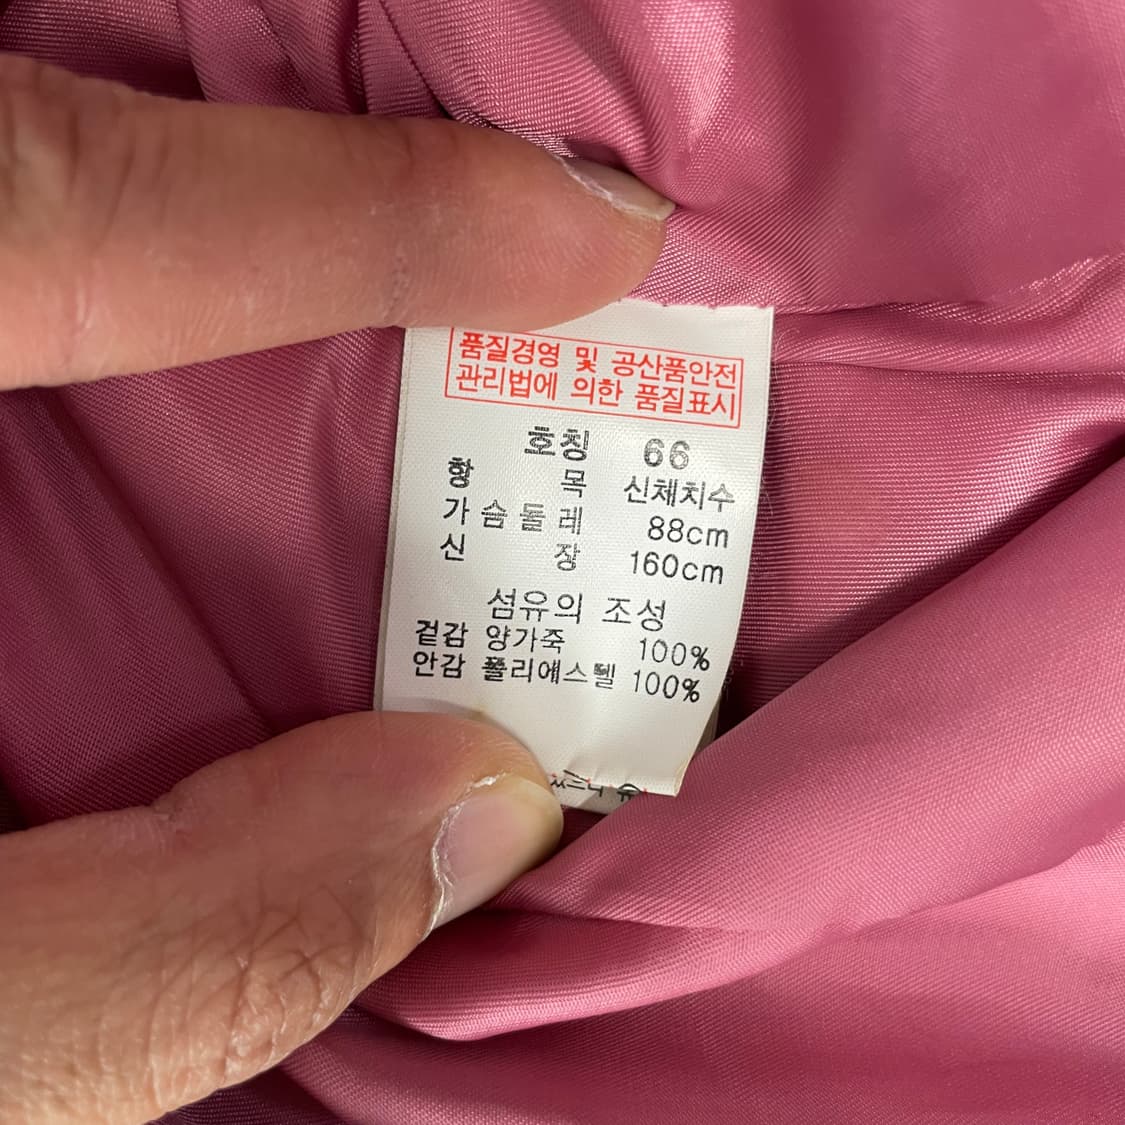 품질경영 및 공산품안전
관리법에 의한 품질표시
호칭 66
항 목 신채치수
가슴둘레 88cm
신 장 160cm
섬유의 조성
겉감 양가죽 100%
안감 폴리에스텔 100%